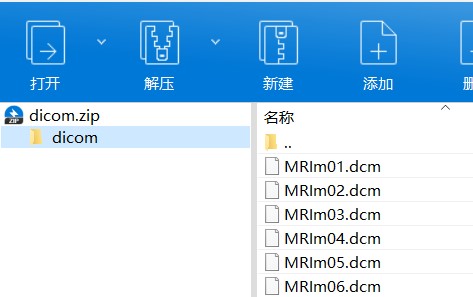 打开
解压
新建
添加
dicom.zip
dicom
名称
..
MRIm01.dcm
MRIm02.dcm
MRIm03.dcm
MRIm04.dcm
MRIm05.dcm
MRIm06.dcm